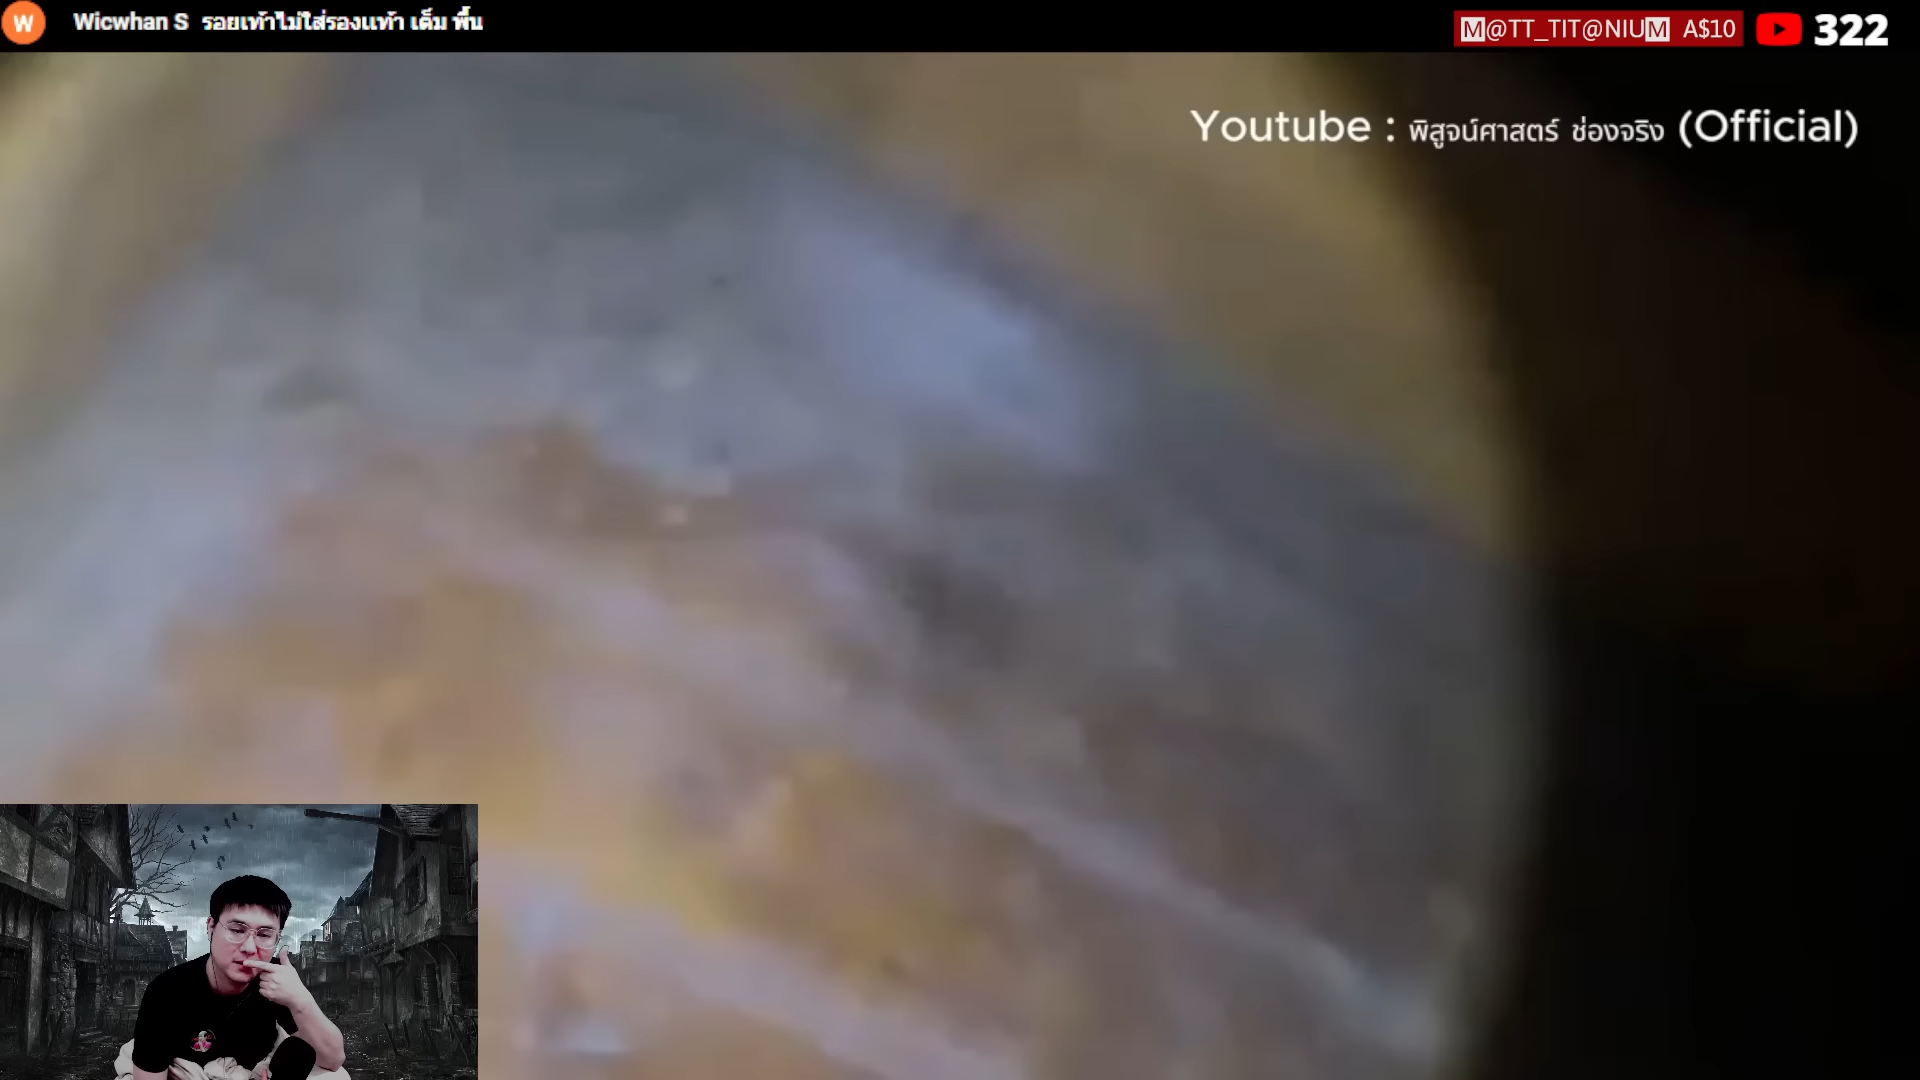 W Wicwhan S รอยเท้าไม่ใส่รองแท้า เต็ม พื้น
M@TT_TIT@NIUM A$10 322
Youtube : พิสูจน์ศาสตร์ ช่องจริง (Official)